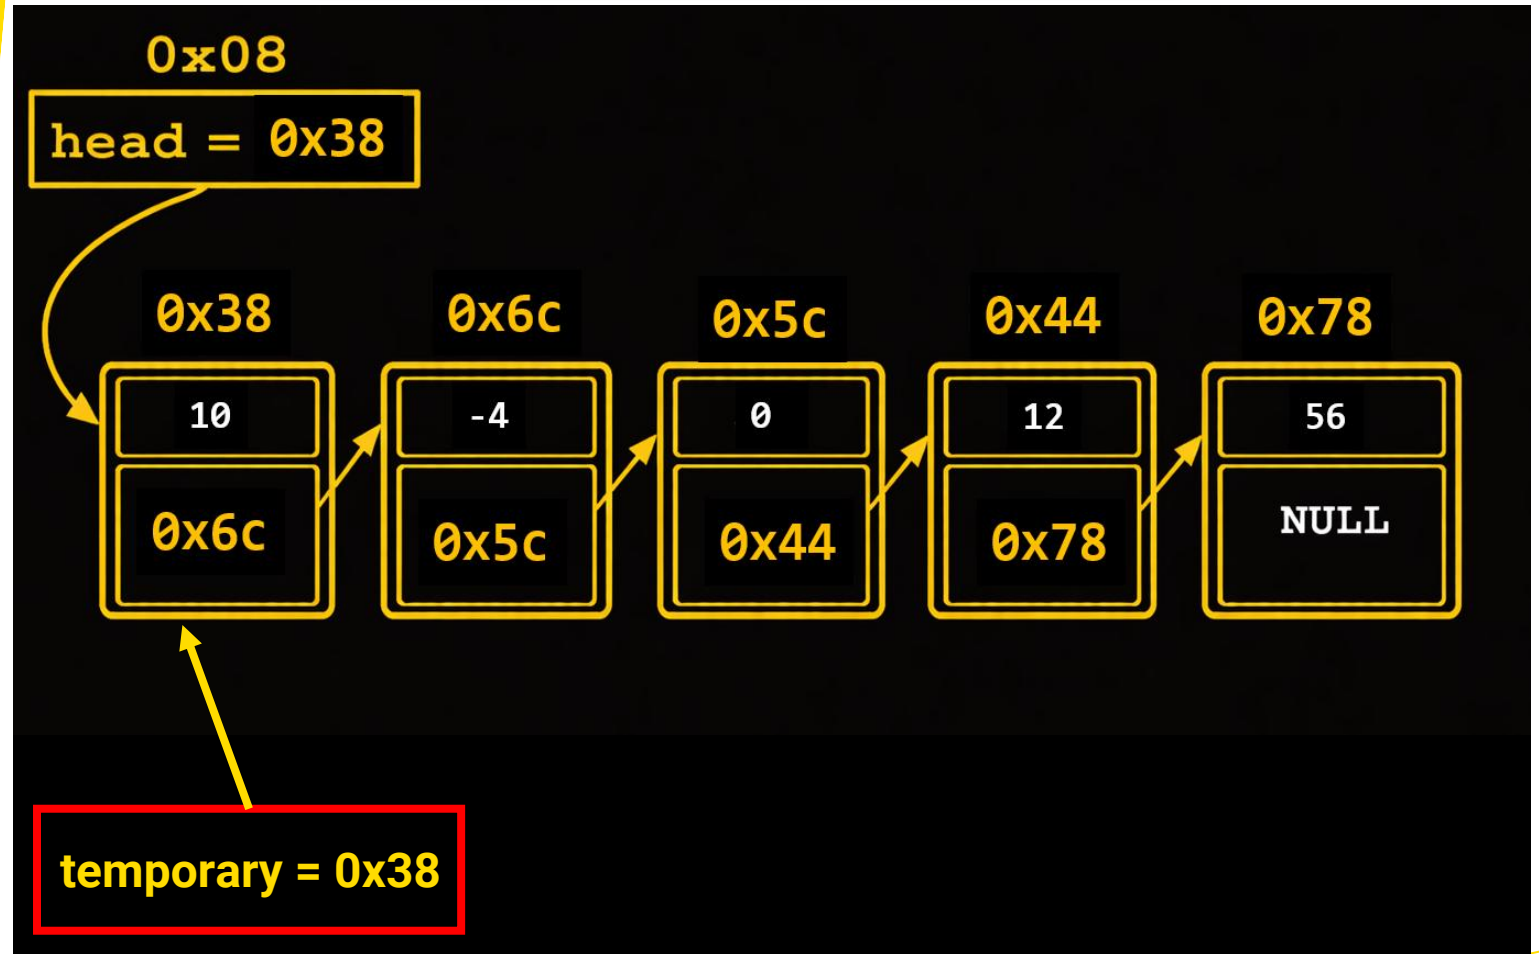 0x08
head = 0x38
0x38 0x6c 0x5c 0x44 0x78
10 -4 0 12 56
0x6c 0x5c 0x44 0x78 NULL
temporary = 0x38